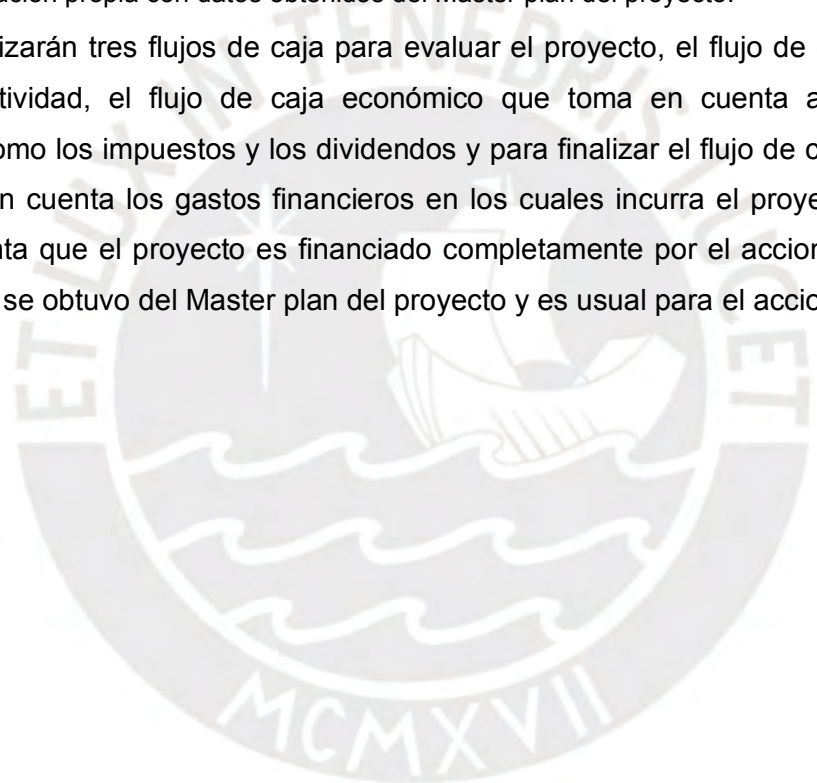 ación propia con datos obtenidos del Master plan del proyecto.
izarán tres flujos de caja para evaluar el proyecto, el flujo de
tividad, el flujo de caja económico que toma en cuenta a
omo los impuestos y los dividendos y para finalizar el flujo de
n cuenta los gastos financieros en los cuales incurra el proye
nta que el proyecto es financiado completamente por el accion
se obtuvo del Master plan del proyecto y es usual para el accio
ET LUX IN TENEBRIS LUCET
MCMXVII